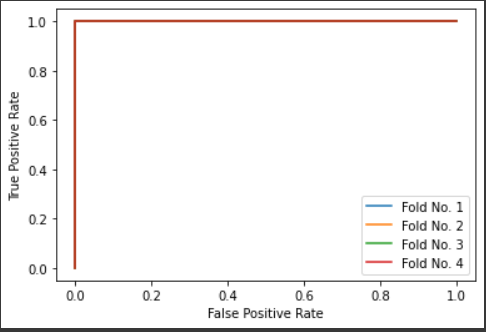 1.0
0.8
0.6
0.4
0.2
0.0
True Positive Rate
Fold No. 1
Fold No. 2
Fold No. 3
Fold No. 4
0.0 0.2 0.4 0.6 0.8 1.0
False Positive Rate